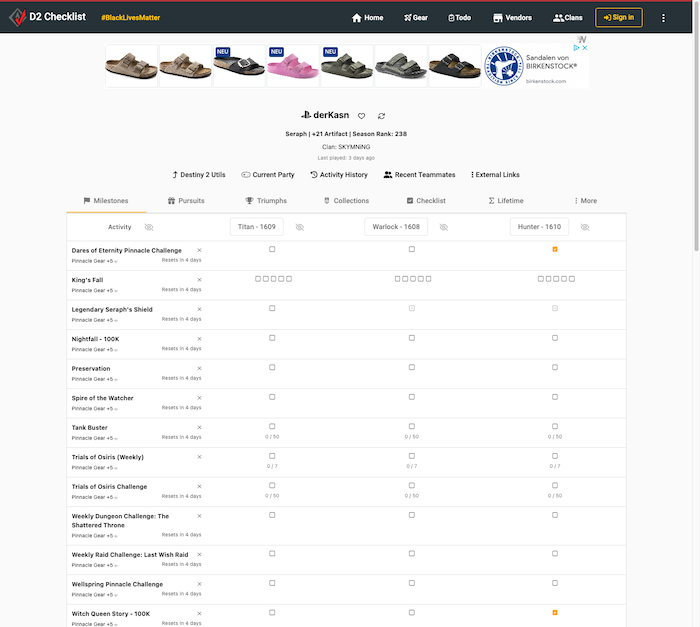 D2 Checklist
#BlackLivesMatter
Home
Gear
Todo
Vendors
Clans
Sign in
NEU
NEU
NEU
Sandalen von
BIRKENSTOCK®
birkenstock.com
derKasn
Seraph | +21 Artifact | Season Rank: 238
Clan: SKYMNING
Last played: 3 days ago
Destiny 2 Utils
Current Party
Activity History
Recent Teammates
External Links
Milestones
Pursuits
Triumphs
Collections
Checklist
Lifetime
More
Activity
Titan - 1609
Warlock - 1608
Hunter - 1610
Dares of Eternity Pinnacle Challenge
Pinnacle Gear +5
Resets in 4 days
King's Fall
Pinnacle Gear +5
Resets in 4 days
Legendary Seraph's Shield
Pinnacle Gear +5
Resets in 4 days
Nightfall - 100K
Pinnacle Gear +5
Resets in 4 days
Preservation
Pinnacle Gear +5
Resets in 4 days
Spire of the Watcher
Pinnacle Gear +5
Resets in 4 days
Tank Buster
Pinnacle Gear +5
Resets in 4 days
0 / 50
0 / 50
0 / 50
Trials of Osiris (Weekly)
Pinnacle Gear +5
0 / 7
0 / 7
0 / 7
Trials of Osiris Challenge
Pinnacle Gear +5
Resets in 4 days
0 / 50
0 / 50
0 / 50
Weekly Dungeon Challenge: The
Shattered Throne
Pinnacle Gear +5
Resets in 4 days
Weekly Raid Challenge: Last Wish Raid
Pinnacle Gear +5
Resets in 4 days
Wellspring Pinnacle Challenge
Pinnacle Gear +5
Resets in 4 days
Witch Queen Story - 100K
Pinnacle Gear +5
Resets in 4 days